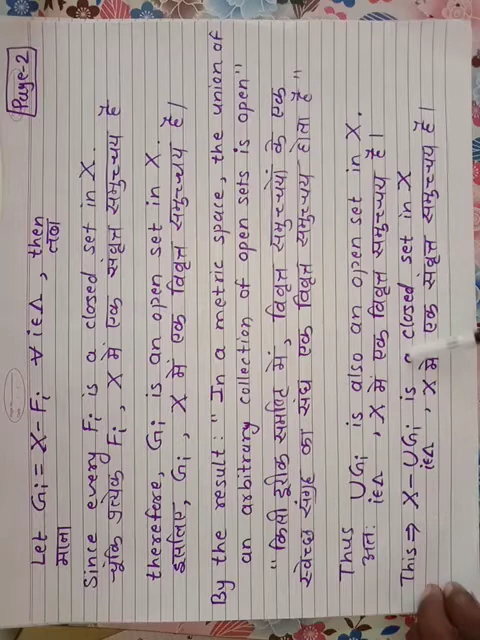 Page-2
Let Gi = X - Fi ∀ i∈Λ, then
माना तब
Since every Fi is a closed set in X.
चूंकि प्रत्येक Fi, X में एक संवृत्त समुच्चय है
therefore, Gi is an open set in X.
इसलिए, Gi, X में एक विवृत्त समुच्चय है।
By the result: "In a metric space, the union of
an arbitrary collection of open sets is open"
"किसी दूरीक समष्टि में, विवृत्त समुच्चयों के एक
स्वेच्छ संग्रह का संघ एक विवृत्त समुच्चय होता है"
Thus ∪Gi is also an open set in X.
अतः i∈Λ, X में एक विवृत्त समुच्चय है।
This ⇒ X - ∪Gi is closed set in X
i∈Λ, X में एक संवृत्त समुच्चय है।